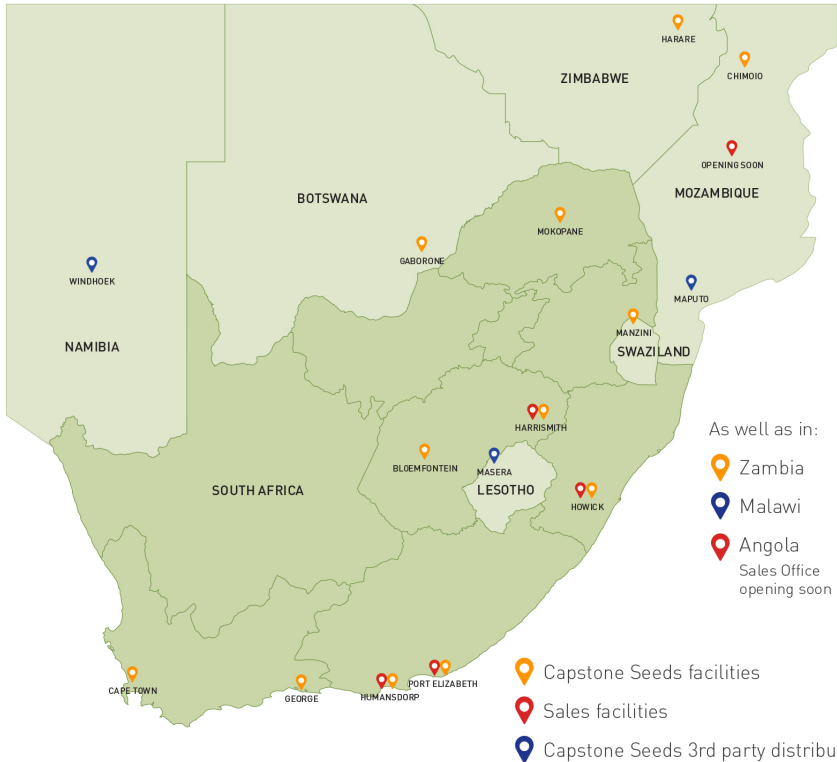 HARARE
ZIMBABWE
CHIMOIO
OPENING SOON
MOZAMBIQUE
BOTSWANA
MOKOPANE
GABORONE
WINDHOEK
MAPUTO
MANZINI
NAMIBIA
SWAZILAND
HARRISMITH
BLOEMFONTEIN
MASERA
SOUTH AFRICA
LESOTHO
HOWICK
As well as in:
Zambia
Malawi
Angola
Sales Office
opening soon
CAPE TOWN
GEORGE
HUMANSDORP
PORT ELIZABETH
Capstone Seeds facilities
Sales facilities
Capstone Seeds 3rd party distribu